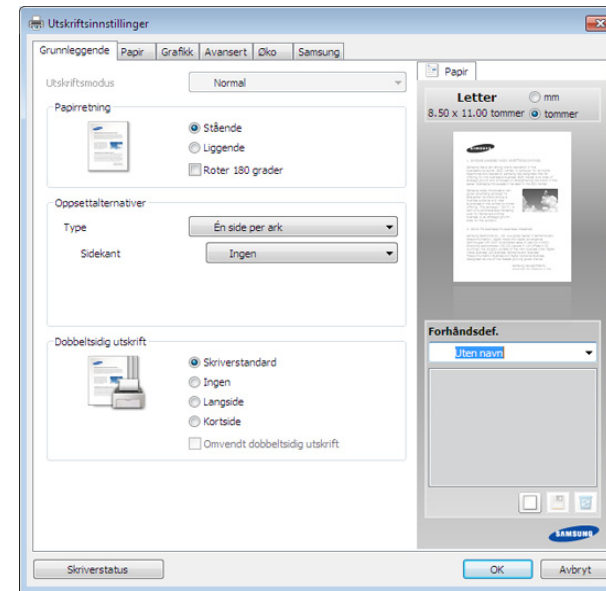 Utskriftsinnstillinger
Grunnleggende Papir Grafikk Avansert Øko Samsung
Utskriftsmodus Normal
Papirretning
Stående
Liggende
Roter 180 grader
Oppsettalternativer
Type Én side per ark
Sidekant Ingen
Dobbeltsidig utskrift
Skriverstandard
Ingen
Langside
Kortside
Omvendt dobbeltsidig utskrift
Papir
Letter mm
8.50 x 11.00 tommer tommer
SAMSUNG
Forhåndsdef.
Uten navn
SAMSUNG
Skriverstatus OK Avbryt